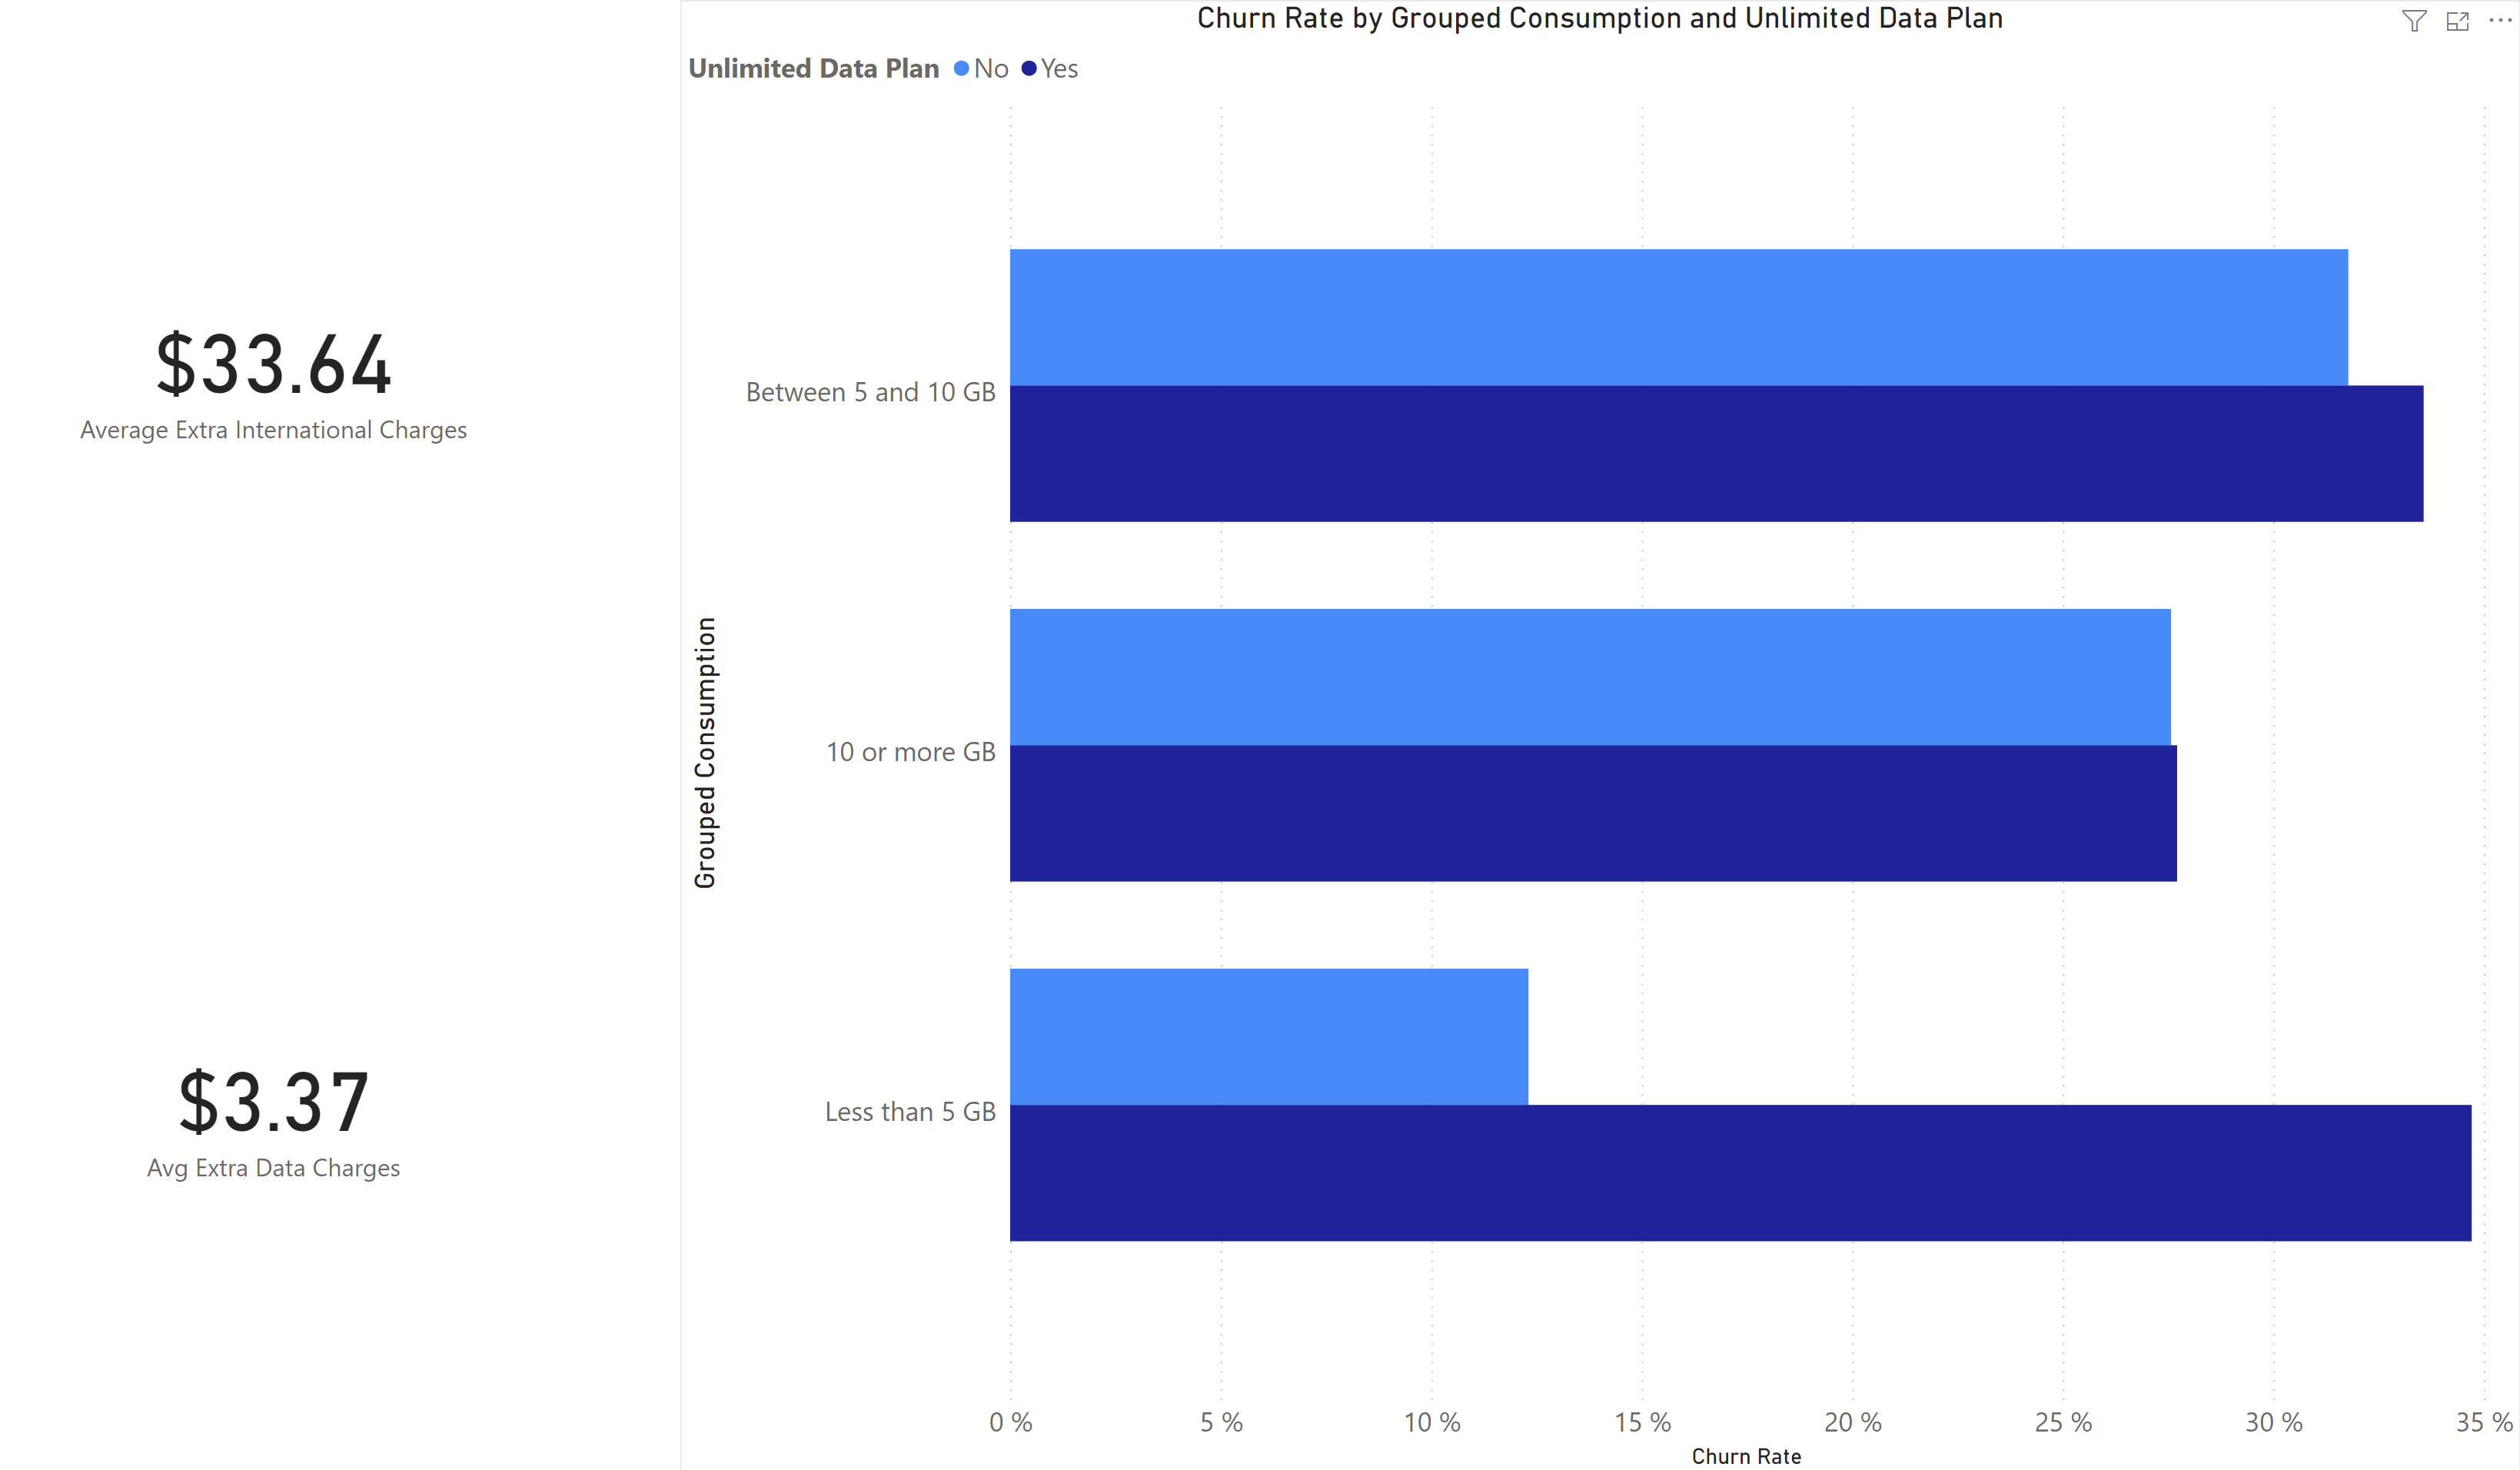 $33.64
Average Extra International Charges
$3.37
Avg Extra Data Charges
Churn Rate by Grouped Consumption and Unlimited Data Plan
Unlimited Data Plan No Yes
Grouped Consumption
Between 5 and 10 GB
10 or more GB
Less than 5 GB
0 % 5 % 10 % 15 % 20 % 25 % 30 % 35 %
Churn Rate